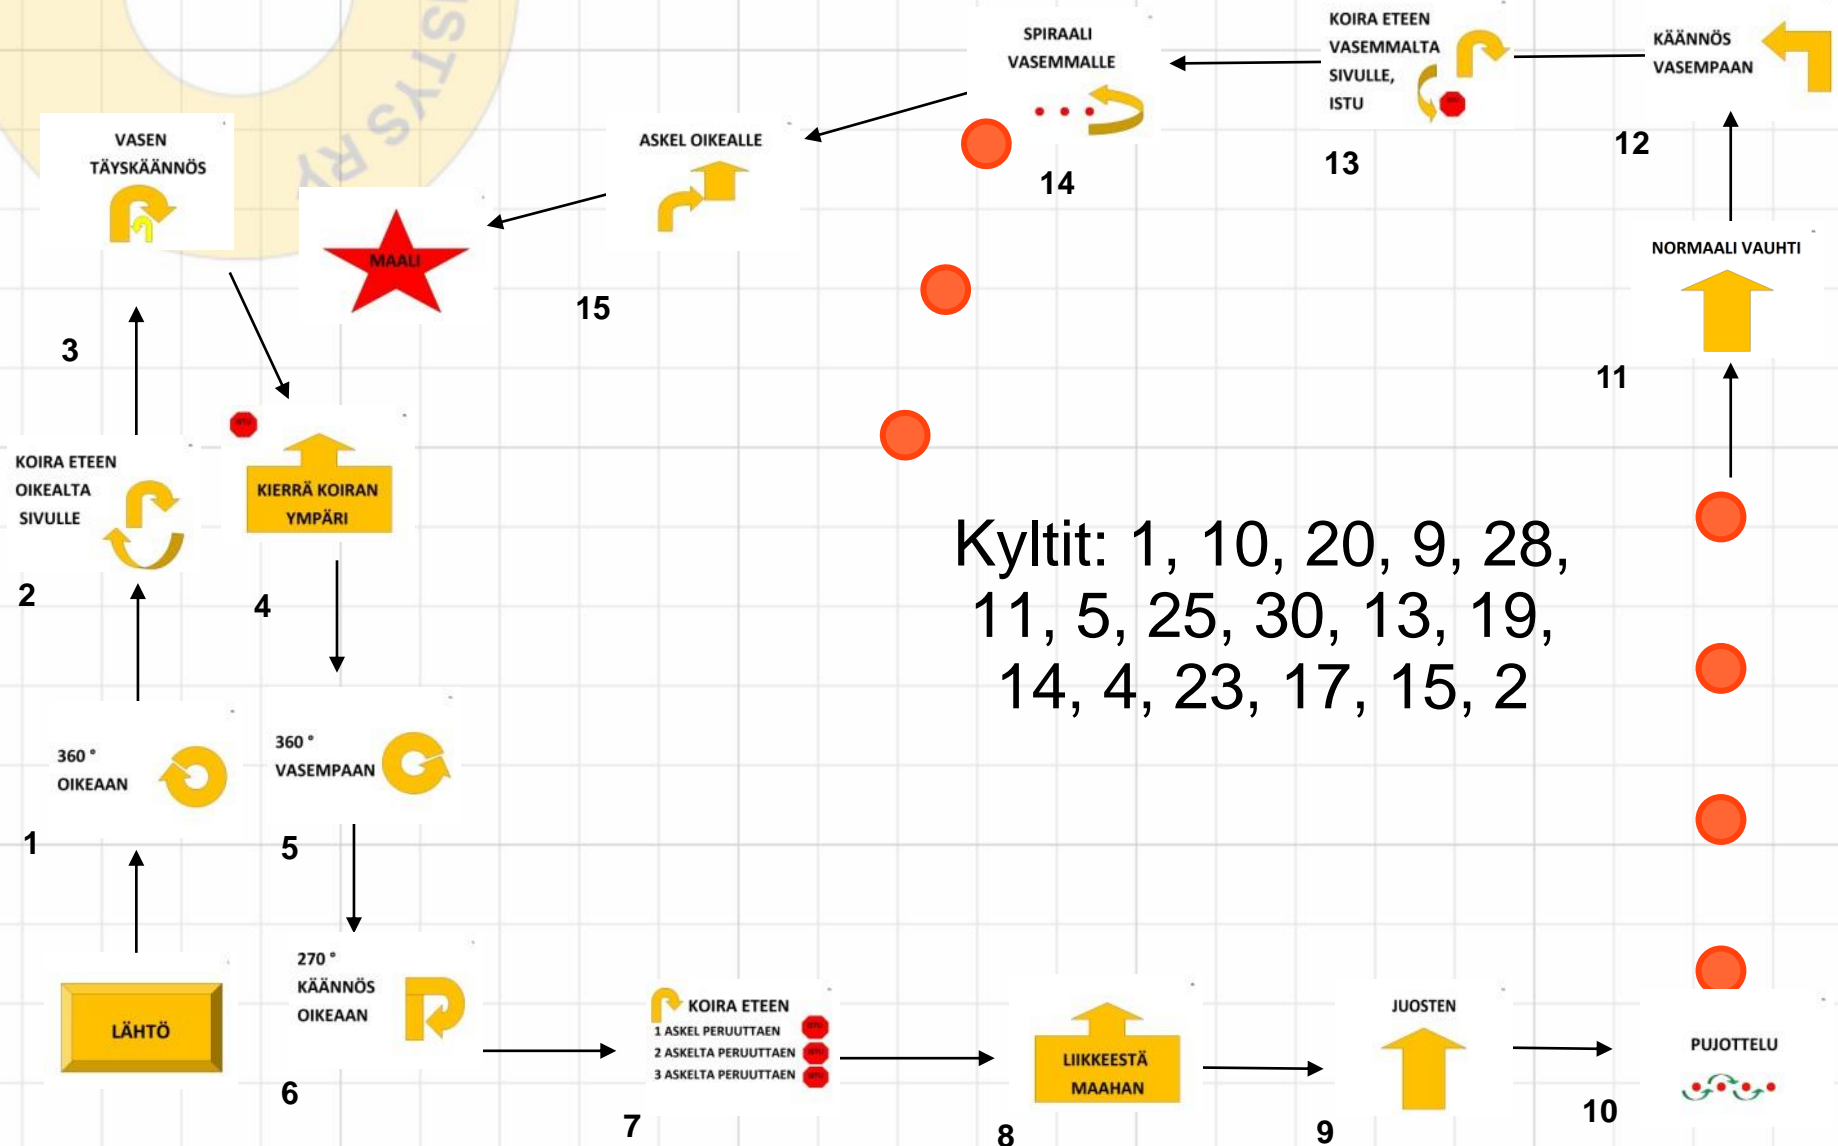 STYS RY
SPIRAALI
VASEMMALLE
14
KOIRA ETEEN
VASEMMALTA
SIVULLE,
ISTU
13
KÄÄNNÖS
VASEMPAAN
12
VASEN
TÄYSKÄÄNNÖS
3
MAALI
ASKEL OIKEALLE
15
NORMAALI VAUHTI
11
KOIRA ETEEN
OIKEALTA
SIVULLE
2
KIERRÄ KOIRAN
YMPÄRI
4
Kyltit: 1, 10, 20, 9, 28,
11, 5, 25, 30, 13, 19,
14, 4, 23, 17, 15, 2
360 °
OIKEAAN
1
360 °
VASEMPAAN
5
LÄHTÖ
270 °
KÄÄNNÖS
OIKEAAN
6
KOIRA ETEEN
1 ASKEL PERUUTTAEN
2 ASKELTA PERUUTTAEN
3 ASKELTA PERUUTTAEN
7
LIIKKEESTÄ
MAAHAN
8
JUOSTEN
9
PUJOTTELU
10